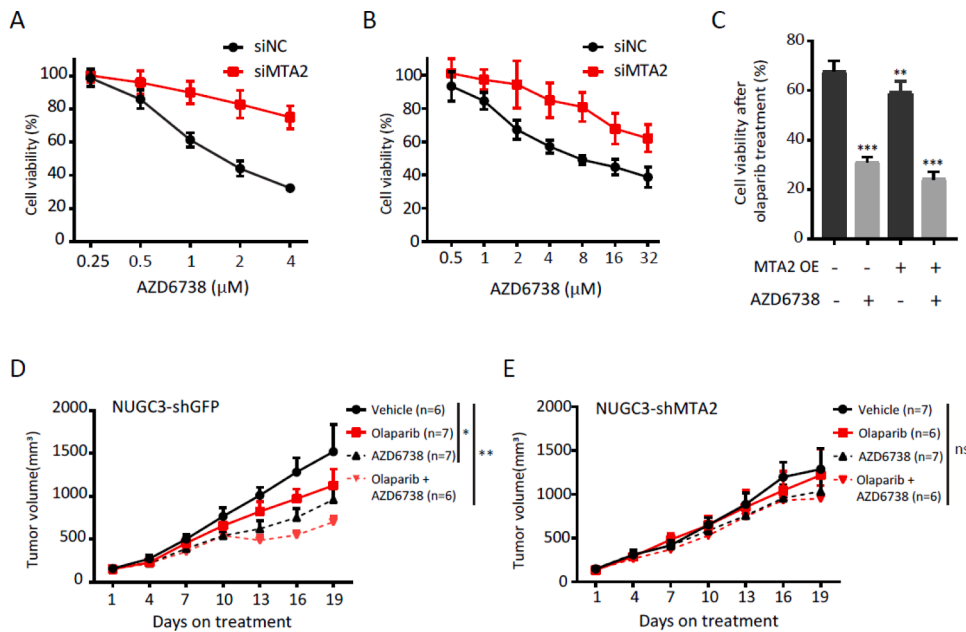 A
siNC
siMTA2
Cell viability (%)
100
80
60
40
20
0
0.25 0.5 1 2 4
AZD6738 (μM)
B
siNC
siMTA2
Cell viability (%)
100
80
60
40
20
0
0.5 1 2 4 8 16 32
AZD6738 (μM)
C
Cell viability after
olaparib treatment (%)
80
60
40
20
0
*** ** ***
MTA2 OE - - + +
AZD6738 - + - +
D
NUGC3-shGFP
Vehicle (n=6)
Olaparib (n=7)
AZD6738 (n=7)
Olaparib +
AZD6738 (n=6)
*
**
Tumor volume(mm³)
2000
1500
1000
500
0
1 4 7 10 13 16 19
Days on treatment
E
NUGC3-shMTA2
Vehicle (n=7)
Olaparib (n=6)
AZD6738 (n=7)
Olaparib +
AZD6738 (n=6)
ns
Tumor volume(mm³)
2000
1500
1000
500
0
1 4 7 10 13 16 19
Days on treatment